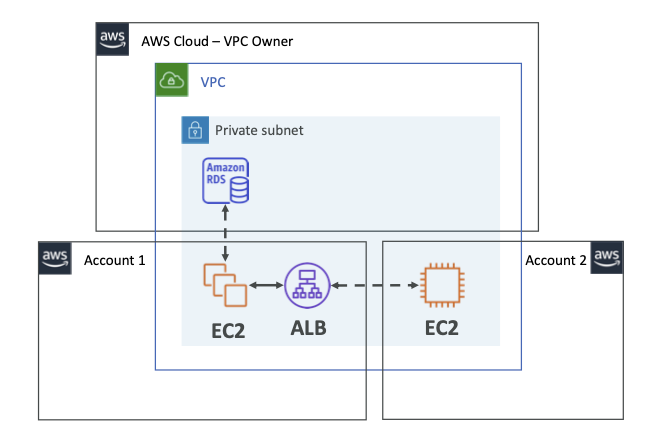 aws
AWS Cloud – VPC Owner
VPC
Private subnet
Amazon
RDS
aws
Account 1
Account 2
aws
EC2
ALB
EC2